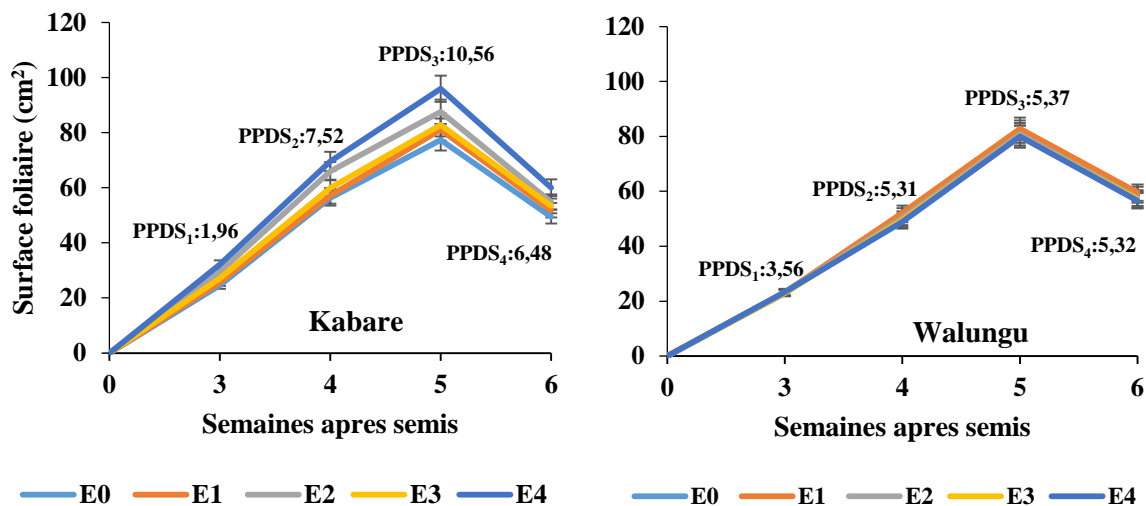 Surface foliaire (cm²)
120
100
80
60
40
20
0
PPDS₁:1,96
PPDS₂:7,52
PPDS₃:10,56
PPDS₄:6,48
Kabare
0 3 4 5 6
Semaines apres semis
E0 E1 E2 E3 E4
120
100
80
60
40
20
0
PPDS₁:3,56
PPDS₂:5,31
PPDS₃:5,37
PPDS₄:5,32
Walungu
0 3 4 5 6
Semaines apres semis
E0 E1 E2 E3 E4